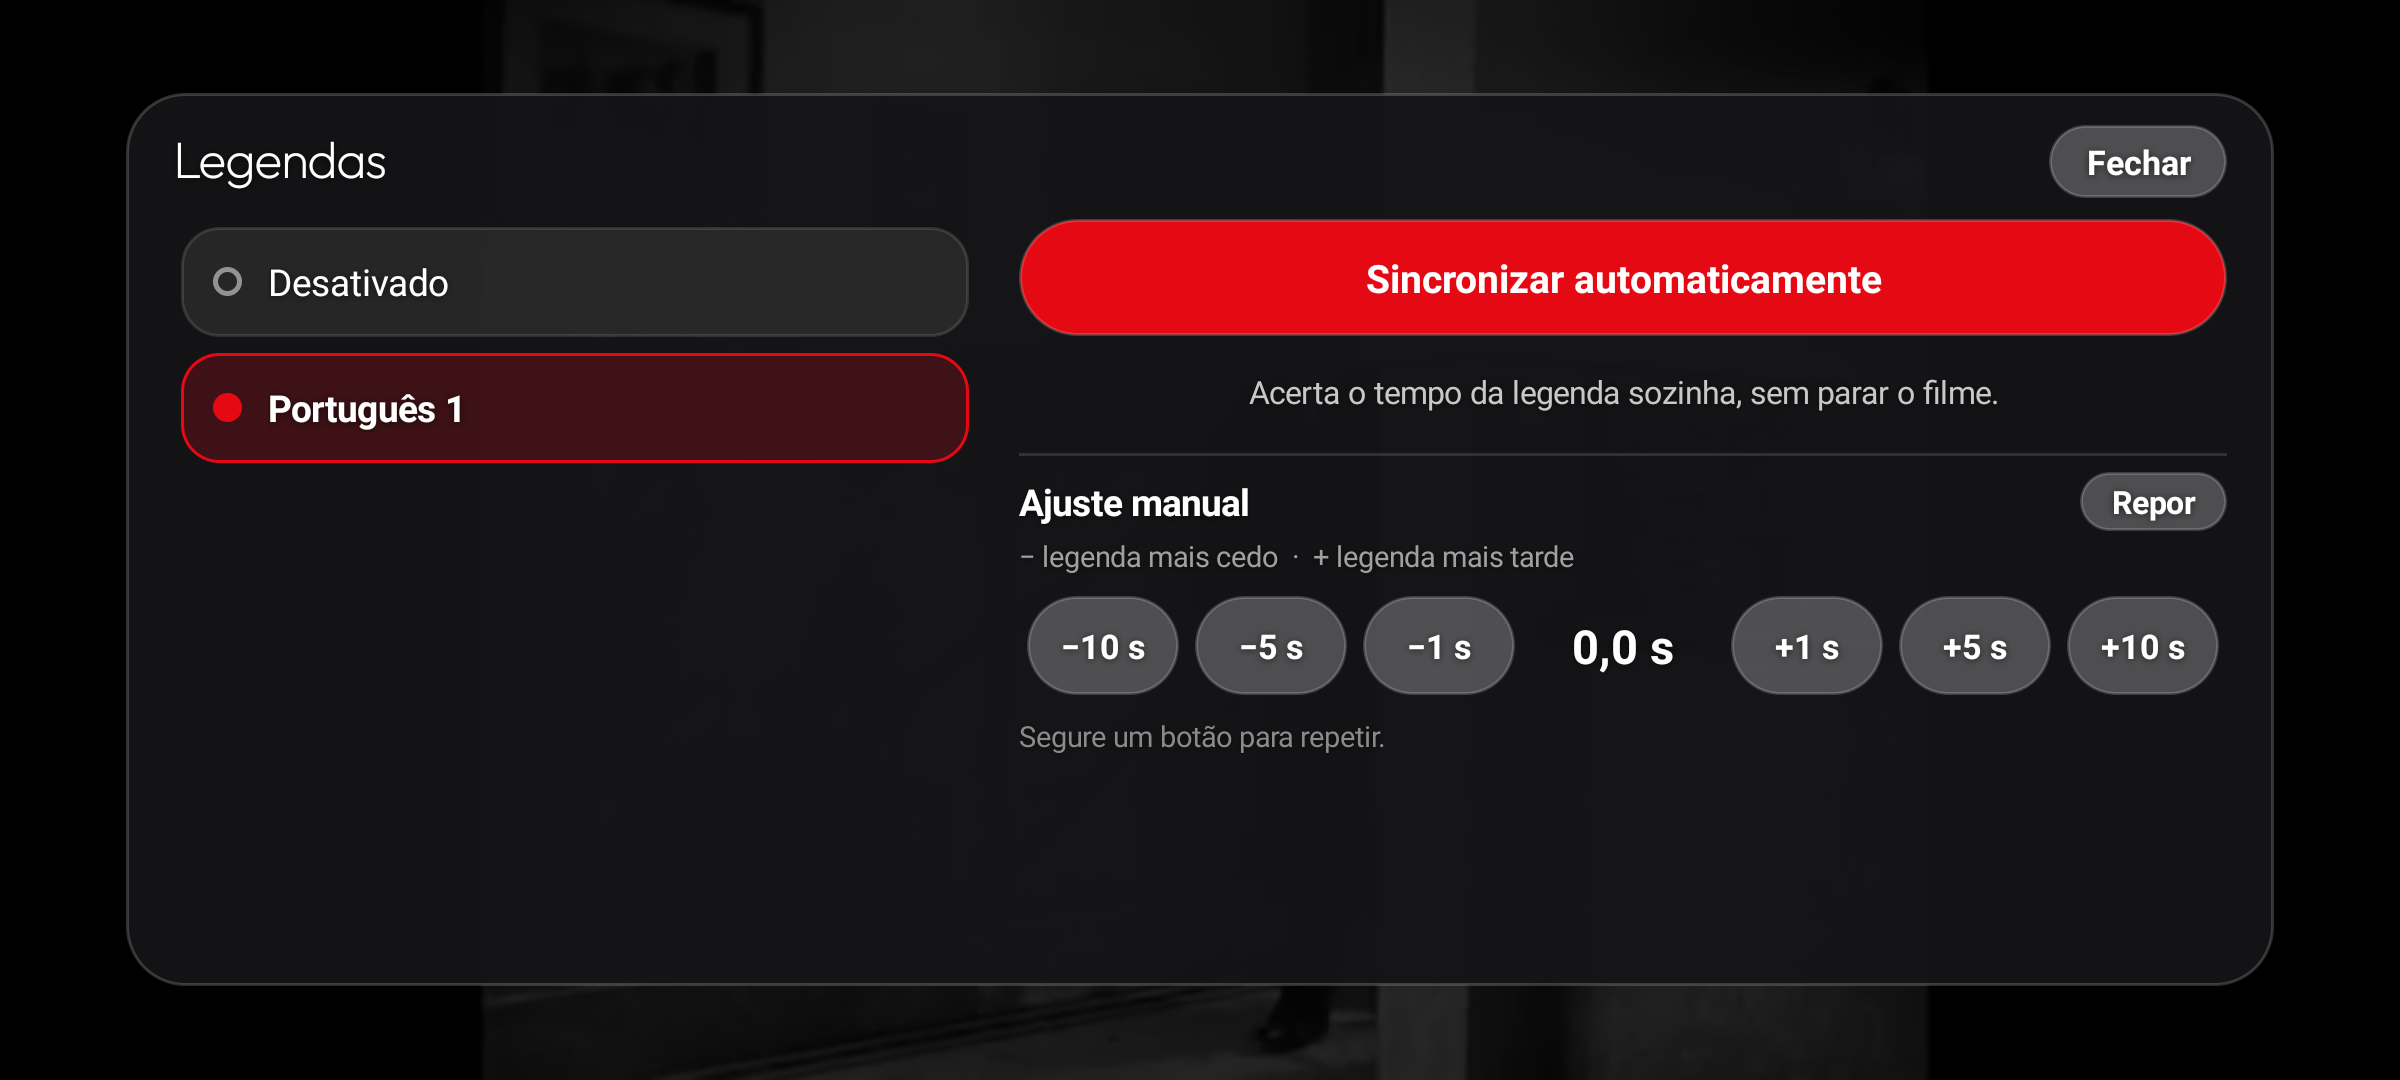 Legendas
Fechar
Desativado
Português 1
Sincronizar automaticamente
Acerta o tempo da legenda sozinha, sem parar o filme.
Ajuste manual
Repor
− legenda mais cedo · + legenda mais tarde
−10 s
−5 s
−1 s
0,0 s
+1 s
+5 s
+10 s
Segure um botão para repetir.